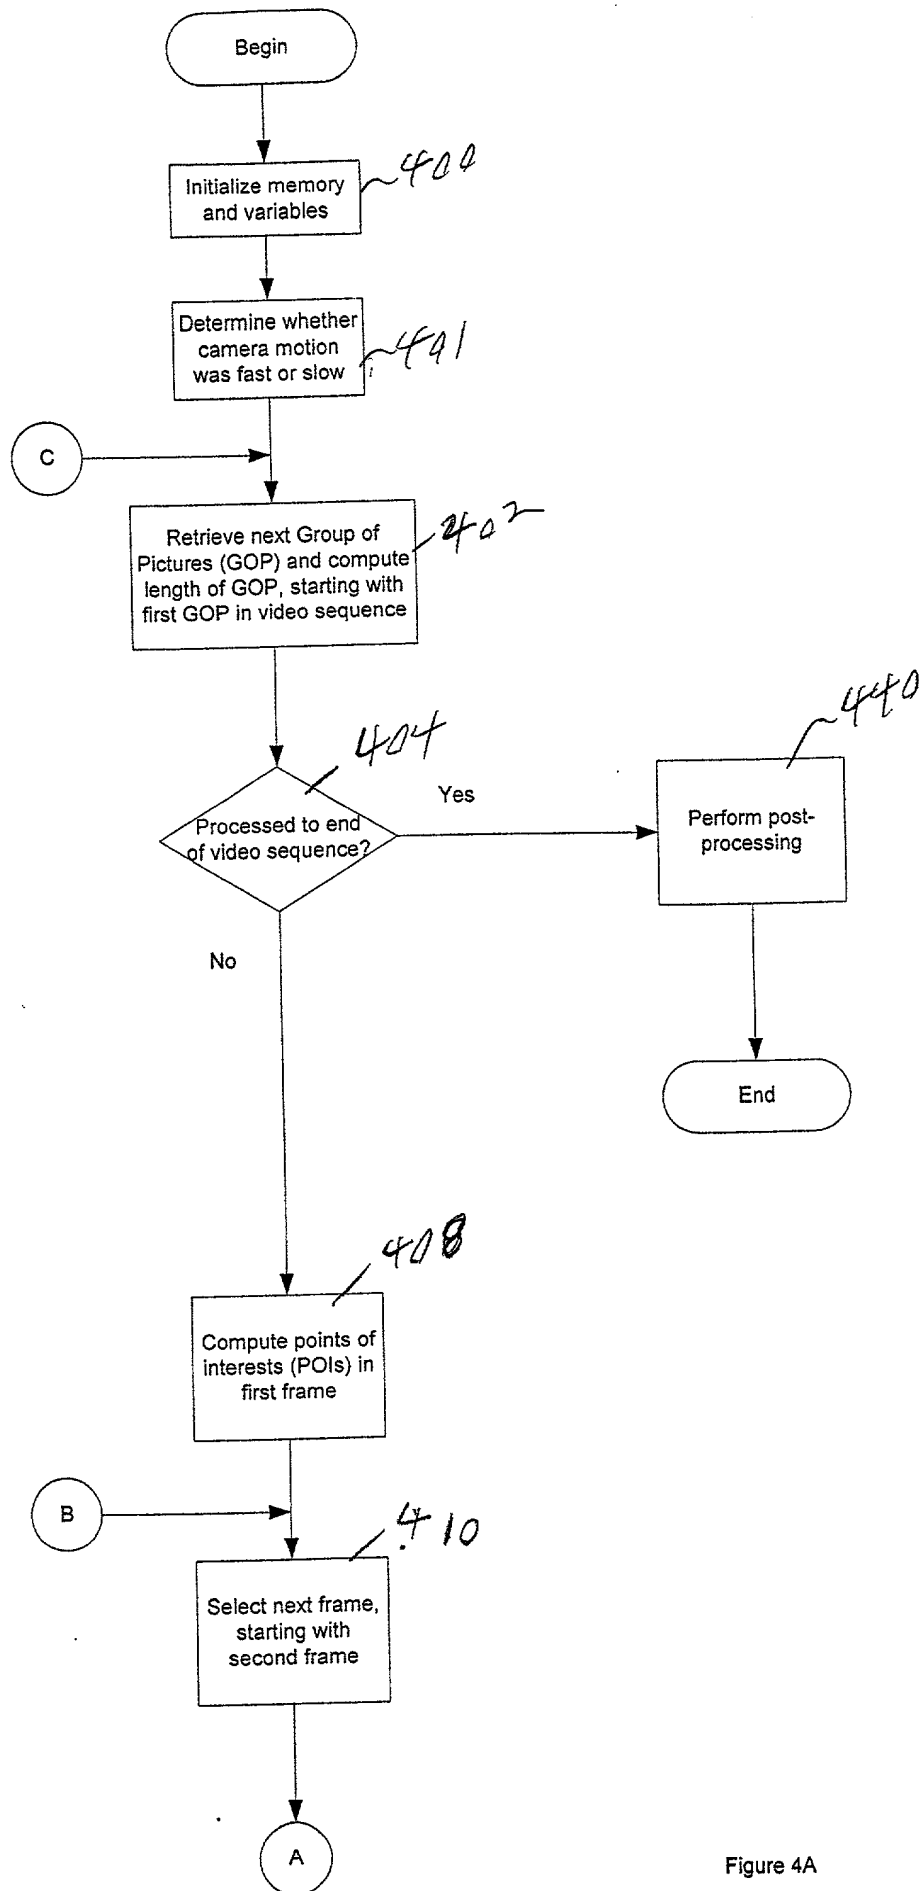 Begin
400
Initialize memory
and variables
Determine whether
camera motion
was fast or slow
401
C
Retrieve next Group of
Pictures (GOP) and compute
length of GOP, starting with
first GOP in video sequence
402
404
Processed to end
of video sequence?
Yes
440
Perform post-
processing
No
End
408
Compute points of
interests (POIs) in
first frame
B
410
Select next frame,
starting with
second frame
A
Figure 4A